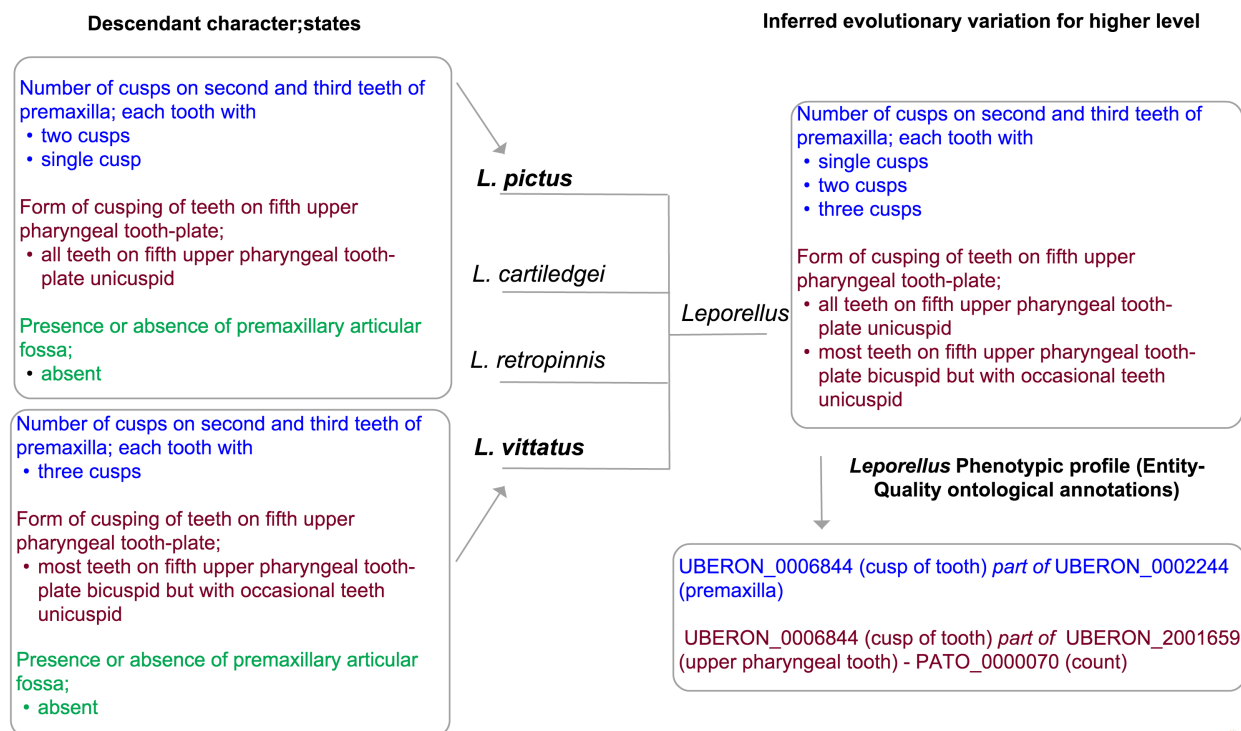 Descendant character;states
Number of cusps on second and third teeth of
premaxilla; each tooth with
• two cusps
• single cusp
Form of cusping of teeth on fifth upper
pharyngeal tooth-plate;
• all teeth on fifth upper pharyngeal tooth-
plate unicuspid
Presence or absence of premaxillary articular
fossa;
• absent
Number of cusps on second and third teeth of
premaxilla; each tooth with
• three cusps
Form of cusping of teeth on fifth upper
pharyngeal tooth-plate;
• most teeth on fifth upper pharyngeal tooth-
plate bicuspid but with occasional teeth
unicuspid
Presence or absence of premaxillary articular
fossa;
• absent
L. pictus
L. cartiledgei
L. retropinnis
L. vittatus
Leporellus
Inferred evolutionary variation for higher level
Number of cusps on second and third teeth of
premaxilla; each tooth with
• single cusps
• two cusps
• three cusps
Form of cusping of teeth on fifth upper
pharyngeal tooth-plate;
• all teeth on fifth upper pharyngeal tooth-
plate unicuspid
• most teeth on fifth upper pharyngeal tooth-
plate bicuspid but with occasional teeth
unicuspid
Leporellus Phenotypic profile (Entity-
Quality ontological annotations)
UBERON_0006844 (cusp of tooth) part of UBERON_0002244
(premaxilla)
UBERON_0006844 (cusp of tooth) part of UBERON_2001659
(upper pharyngeal tooth) - PATO_0000070 (count)